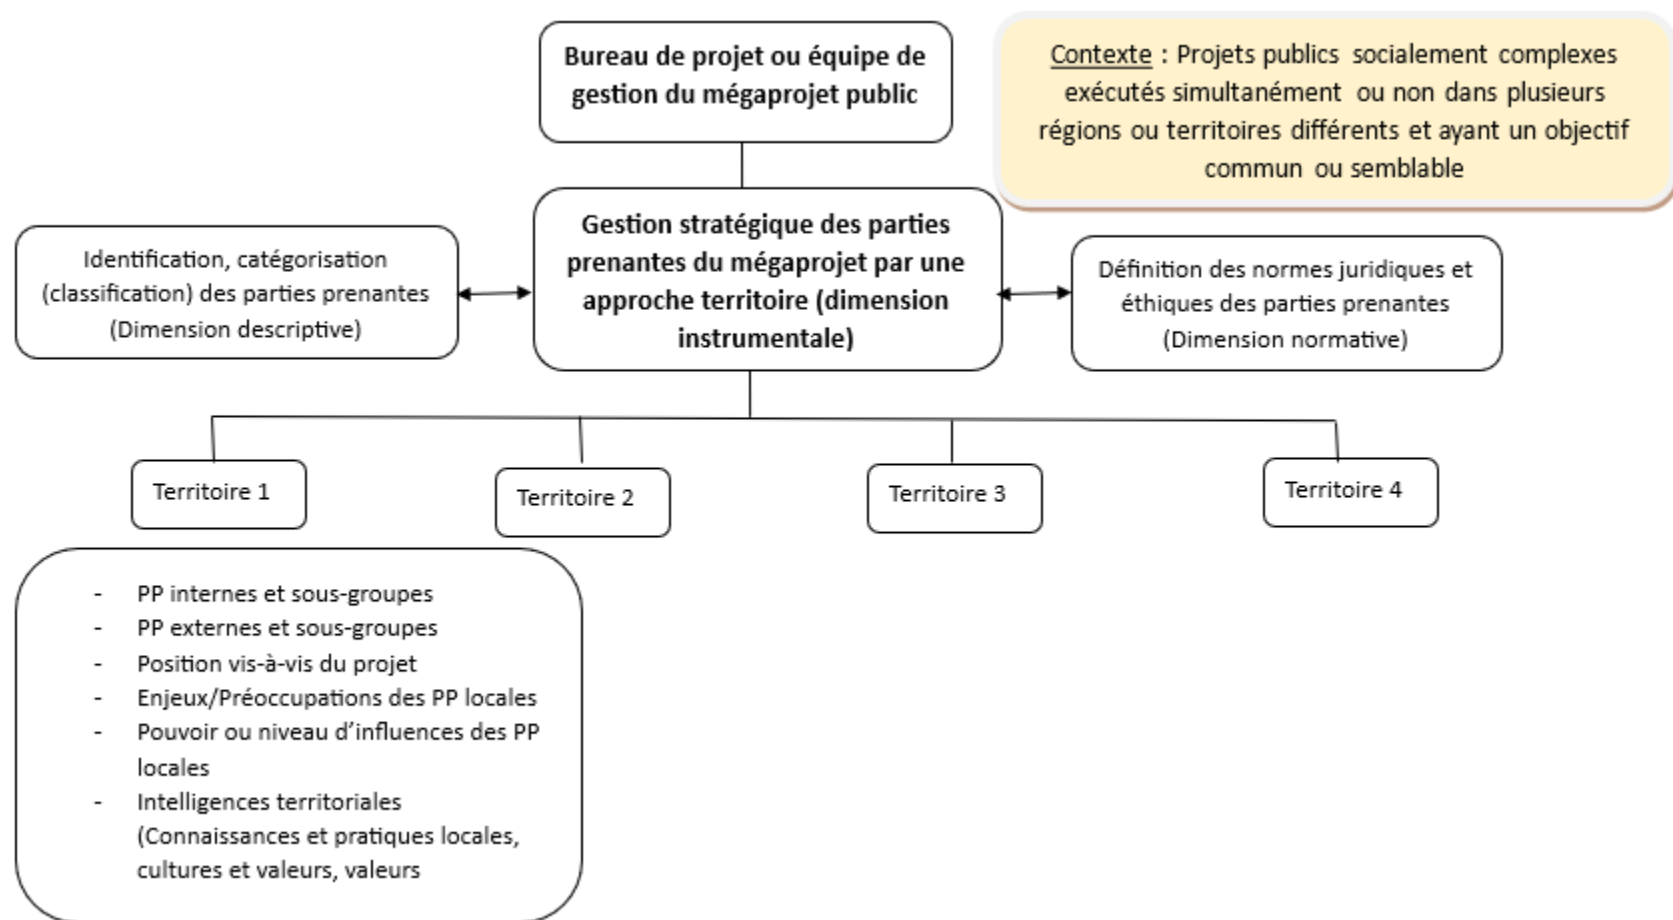 Bureau de projet ou équipe de
gestion du mégaprojet public
Contexte : Projets publics socialement complexes
exécutés simultanément ou non dans plusieurs
régions ou territoires différents et ayant un objectif
commun ou semblable
Identification, catégorisation
(classification) des parties prenantes
(Dimension descriptive)
Gestion stratégique des parties
prenantes du mégaprojet par une
approche territoire (dimension
instrumentale)
Définition des normes juridiques et
éthiques des parties prenantes
(Dimension normative)
Territoire 1
Territoire 2
Territoire 3
Territoire 4
- PP internes et sous-groupes
- PP externes et sous-groupes
- Position vis-à-vis du projet
- Enjeux/Préoccupations des PP locales
- Pouvoir ou niveau d’influences des PP
locales
- Intelligences territoriales
(Connaissances et pratiques locales,
cultures et valeurs, valeurs